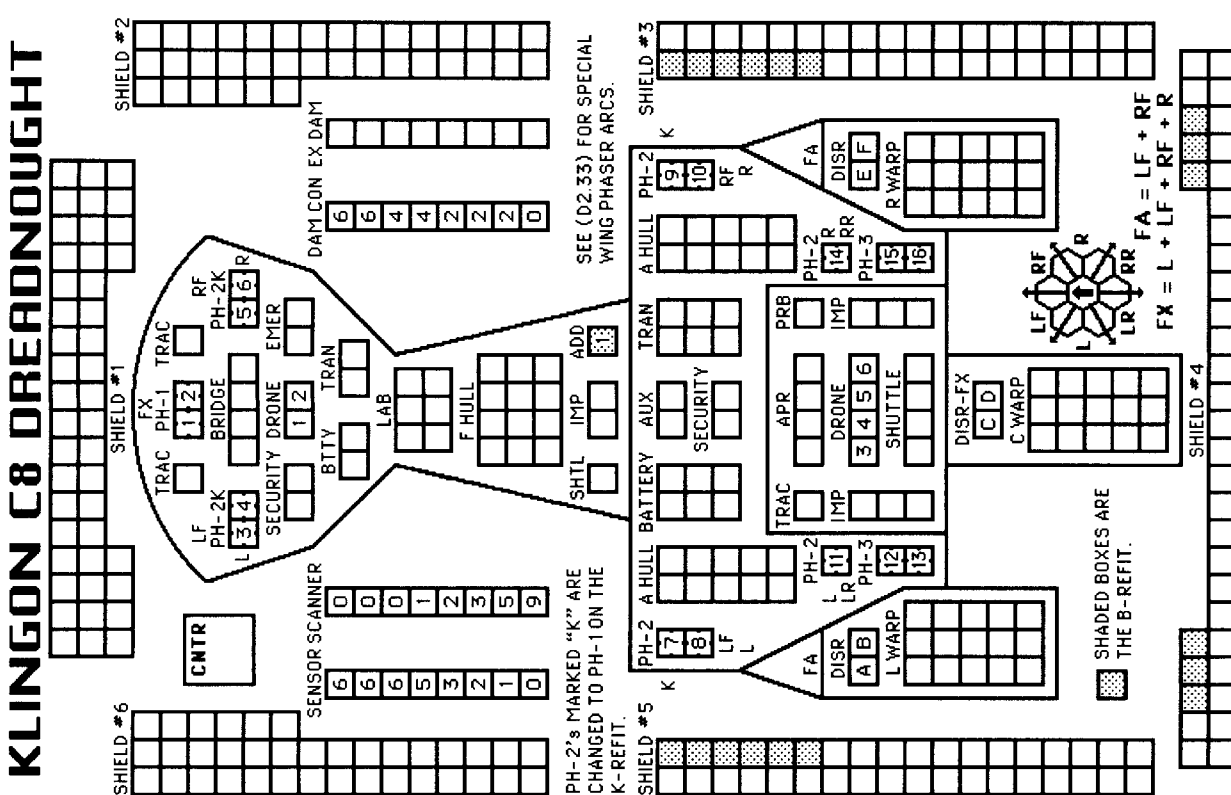 KLINGON C8 DREADNOUGHT
SHIELD #1
SHIELD #6
SHIELD #2
CNTR
FX
TRAC PH-1 TRAC
1 2
LF RF
PH-2K BRIDGE PH-2K
L 3 4 5 6 R
SECURITY DRONE EMER
1 2
BTTY TRAN
LAB
F HULL
SENSOR SCANNER
6 0
6 0
6 0
5 1
3 2
2 3
1 5
0 9
DAM CON EX DAM
6
6
4
4
2
2
2
0
PH-2's MARKED "K" ARE
CHANGED TO PH-1 ON THE
K-REFIT.
SHTL IMP ADD
1
SEE (D2.33) FOR SPECIAL
WING PHASER ARCS.
SHIELD #5
SHIELD #3
K PH-2 A HULL BATTERY AUX TRAN A HULL PH-2 K
7 9
8 10
SECURITY
LF RF
L R
FA PH-2 TRAC APR PRB PH-2 FA
L 11 14 R
LR RR
DISR PH-3 IMP DRONE IMP PH-3 DISR
A B 12 3 4 5 6 15 E F
13 16
L WARP SHUTTLE R WARP
DISR-FX
C D
C WARP
SHADED BOXES ARE
THE B-REFIT.
LF RF
L R
LR RR
FA = LF + RF
FX = L + LF + RF + R
SHIELD #4